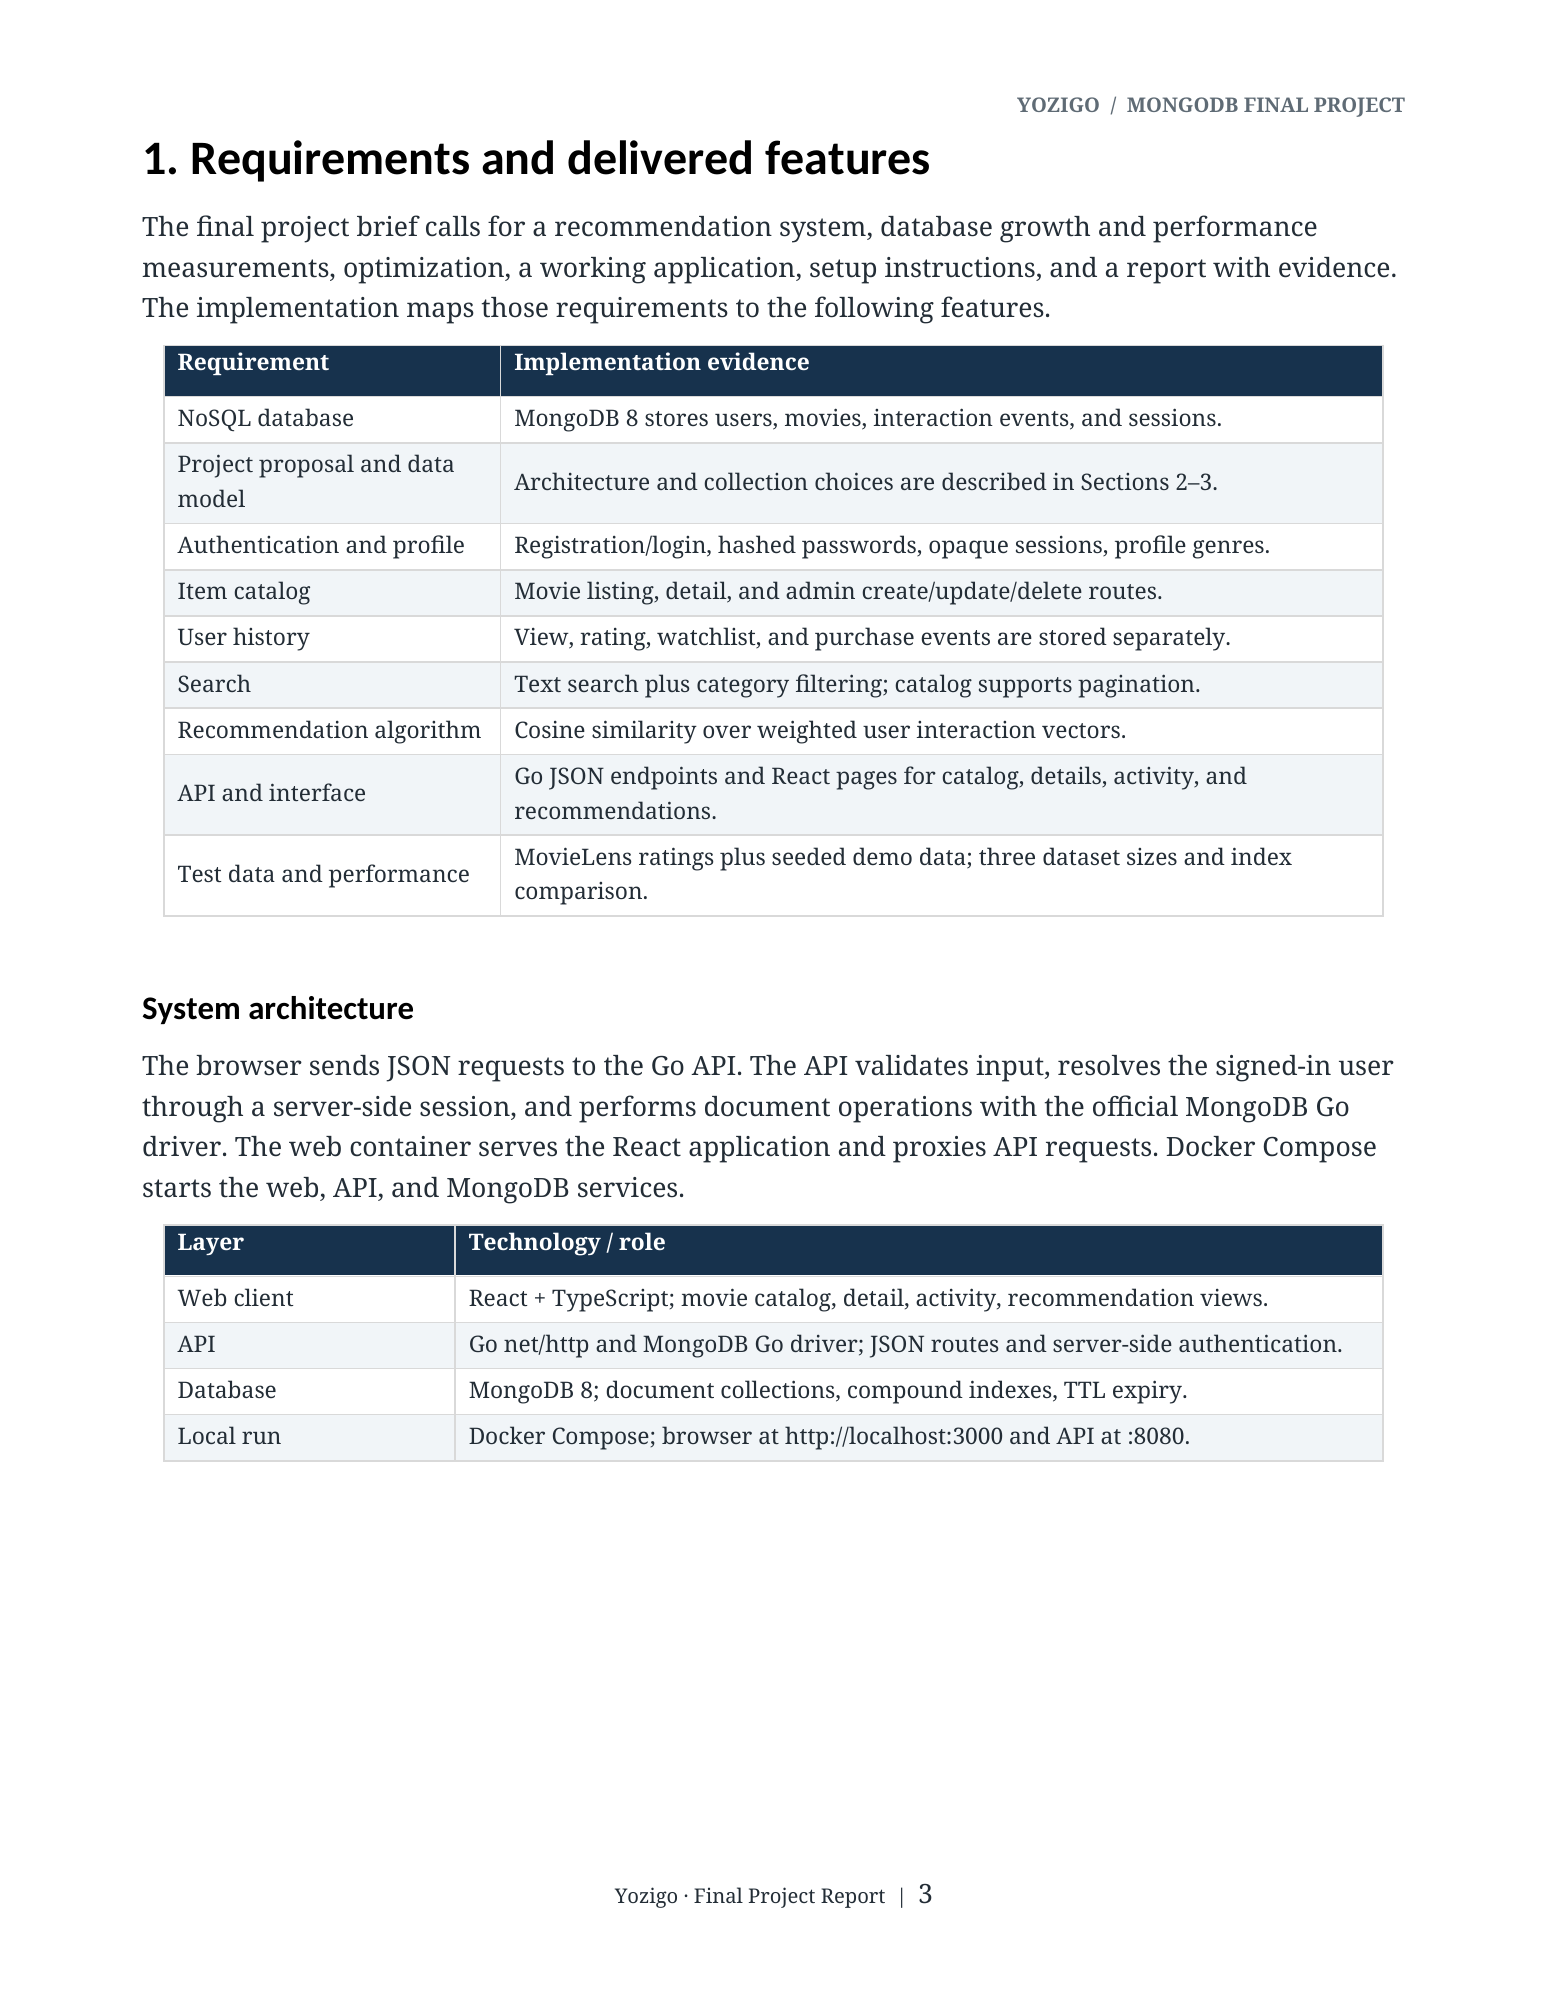 YOZIGO / MONGODB FINAL PROJECT
1. Requirements and delivered features
The final project brief calls for a recommendation system, database growth and performance
measurements, optimization, a working application, setup instructions, and a report with evidence.
The implementation maps those requirements to the following features.
Requirement
Implementation evidence
NoSQL database
MongoDB 8 stores users, movies, interaction events, and sessions.
Project proposal and data
model
Architecture and collection choices are described in Sections 2–3.
Authentication and profile
Registration/login, hashed passwords, opaque sessions, profile genres.
Item catalog
Movie listing, detail, and admin create/update/delete routes.
User history
View, rating, watchlist, and purchase events are stored separately.
Search
Text search plus category filtering; catalog supports pagination.
Recommendation algorithm
Cosine similarity over weighted user interaction vectors.
API and interface
Go JSON endpoints and React pages for catalog, details, activity, and
recommendations.
Test data and performance
MovieLens ratings plus seeded demo data; three dataset sizes and index
comparison.
System architecture
The browser sends JSON requests to the Go API. The API validates input, resolves the signed-in user
through a server-side session, and performs document operations with the official MongoDB Go
driver. The web container serves the React application and proxies API requests. Docker Compose
starts the web, API, and MongoDB services.
Layer
Technology / role
Web client
React + TypeScript; movie catalog, detail, activity, recommendation views.
API
Go net/http and MongoDB Go driver; JSON routes and server-side authentication.
Database
MongoDB 8; document collections, compound indexes, TTL expiry.
Local run
Docker Compose; browser at http://localhost:3000 and API at :8080.
Yozigo · Final Project Report | 3